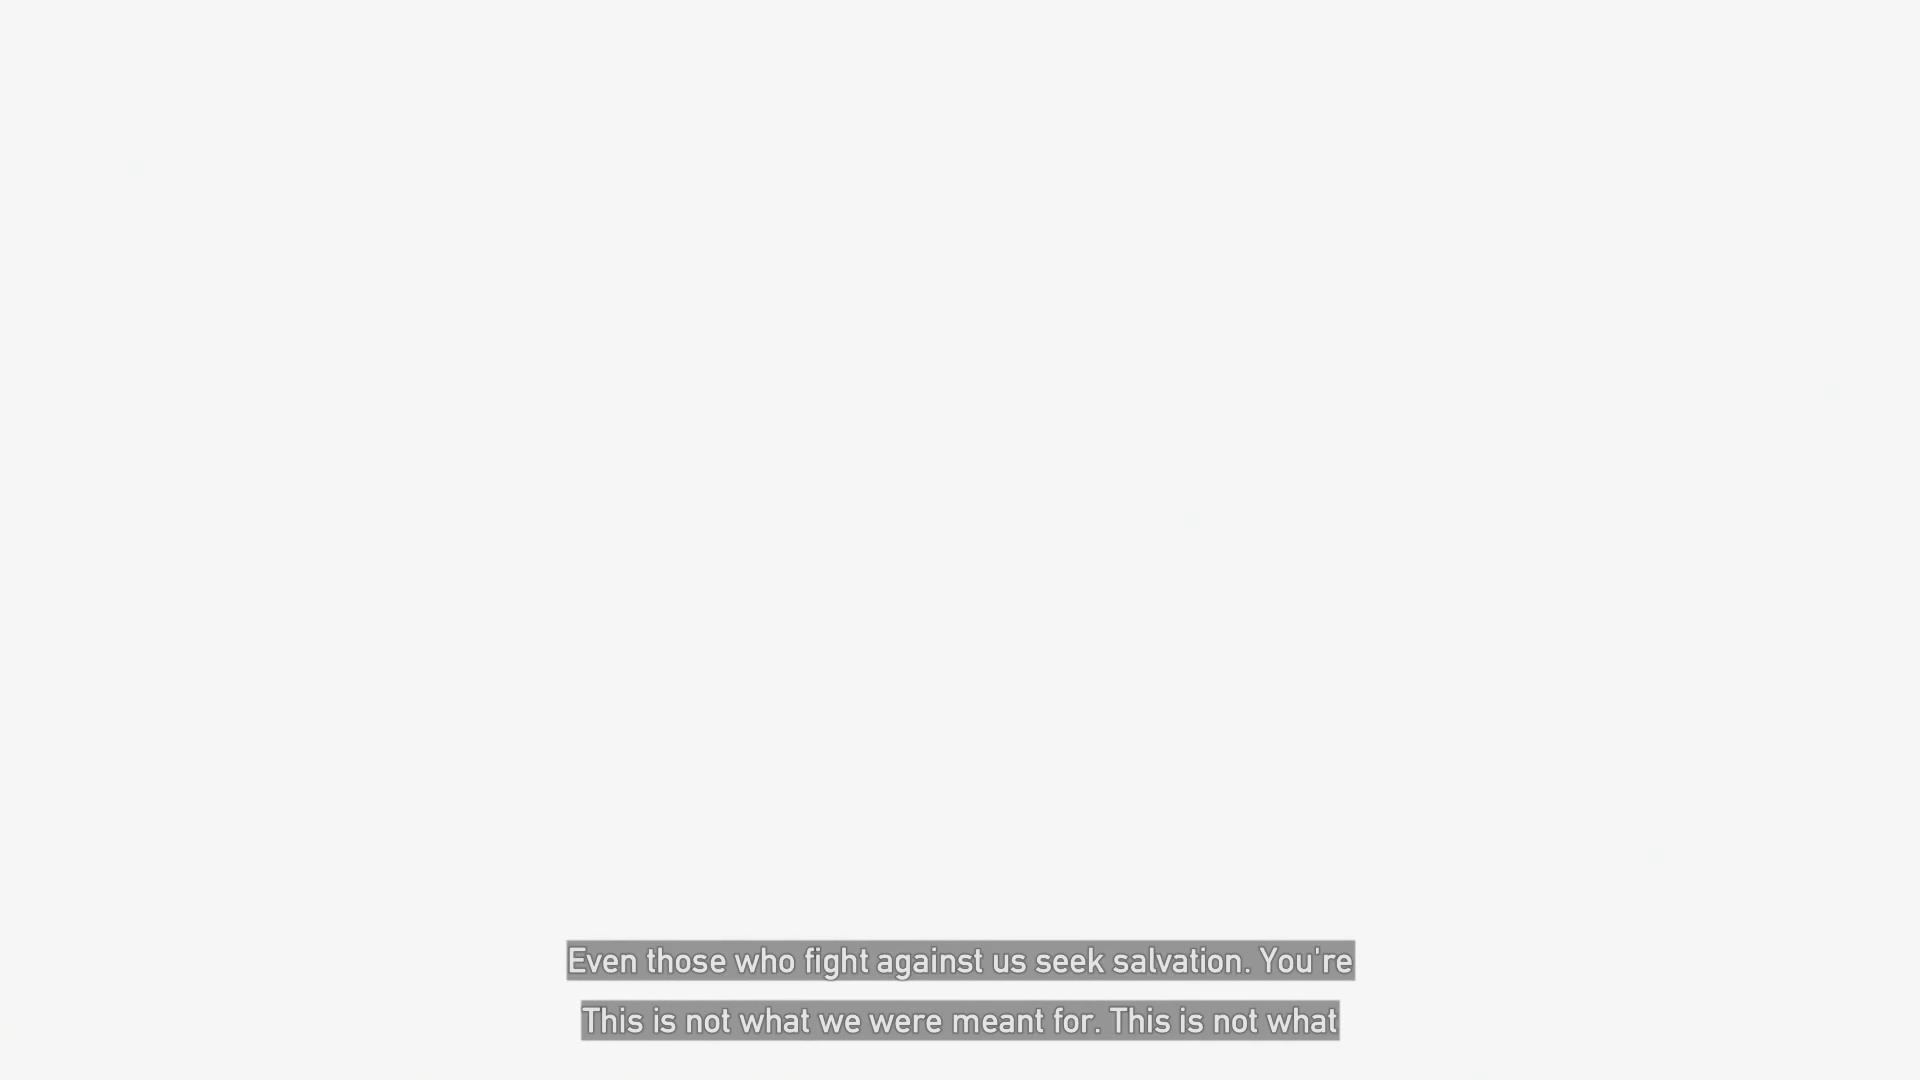 Even those who fight against us seek salvation. You're
This is not what we were meant for. This is not what